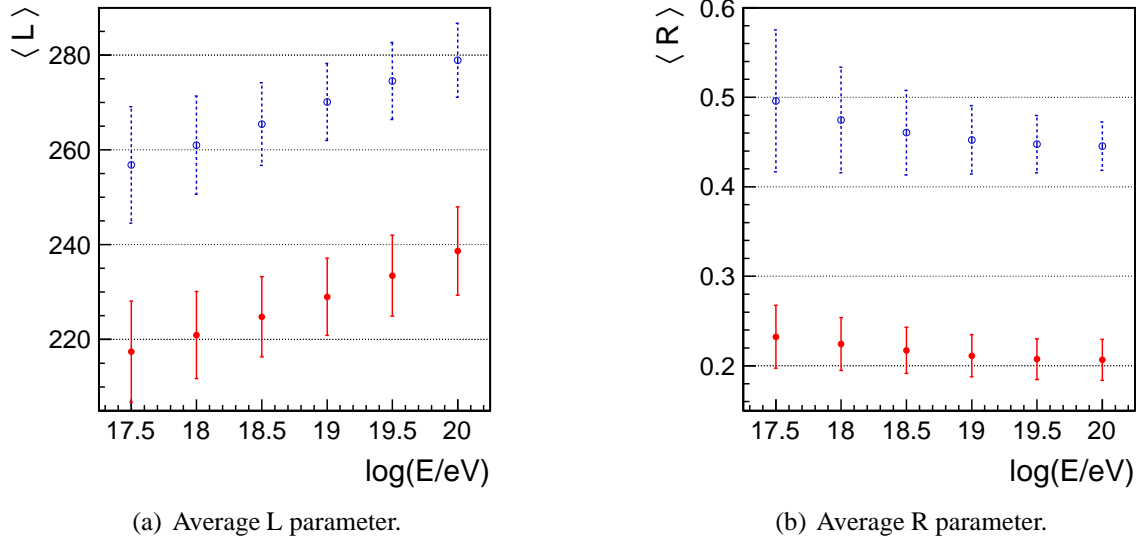 ⟨ L ⟩
280
260
240
220
17.5 18 18.5 19 19.5 20
log(E/eV)
(a) Average L parameter.
⟨ R ⟩
0.6
0.5
0.4
0.3
0.2
17.5 18 18.5 19 19.5 20
log(E/eV)
(b) Average R parameter.